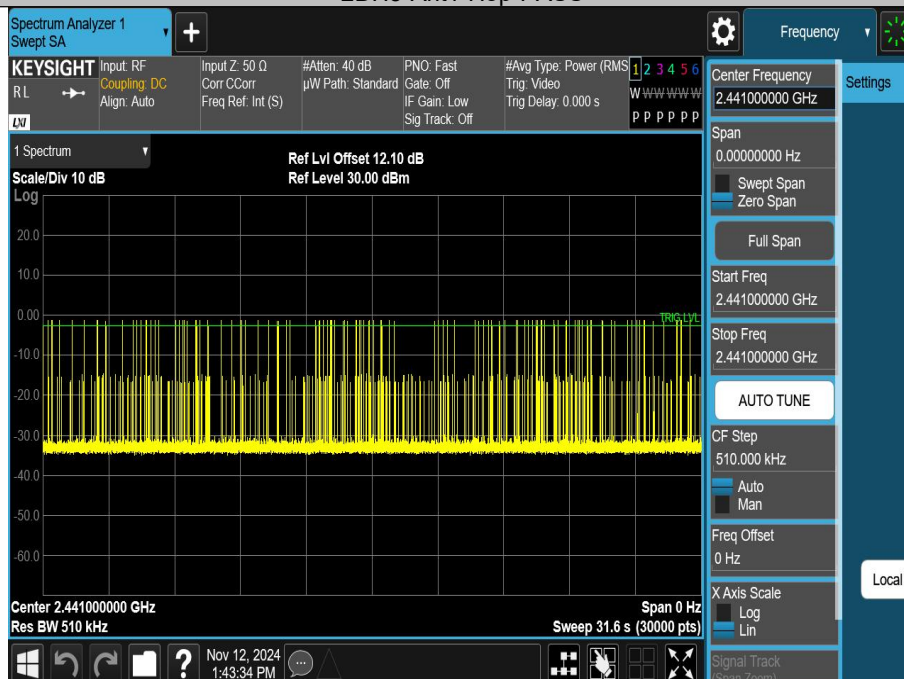 Spectrum Analyzer 1
Swept SA
+
Frequency
KEYSIGHT
R L
LXI
Input: RF
Coupling: DC
Align: Auto
Input Z: 50 Ω
Corr CCorr
Freq Ref: Int (S)
#Atten: 40 dB
µW Path: Standard
PNO: Fast
Gate: Off
IF Gain: Low
Sig Track: Off
#Avg Type: Power (RMS
Trig: Video
Trig Delay: 0.000 s
1 2 3 4 5 6
W W W W W W
P P P P P P
1 Spectrum
Scale/Div 10 dB
Ref Lvl Offset 12.10 dB
Ref Level 30.00 dBm
Log
20.0
10.0
0.00
TRIG LVL
-10.0
-20.0
-30.0
-40.0
-50.0
-60.0
Center 2.441000000 GHz
Span 0 Hz
Res BW 510 kHz
Sweep 31.6 s (30000 pts)
Center Frequency
2.441000000 GHz
Settings
Span
0.00000000 Hz
Swept Span
Zero Span
Full Span
Start Freq
2.441000000 GHz
Stop Freq
2.441000000 GHz
AUTO TUNE
CF Step
510.000 kHz
Auto
Man
Freq Offset
0 Hz
Local
X Axis Scale
Log
Lin
Signal Track
(Span Zoom)
?
Nov 12, 2024
1:43:34 PM